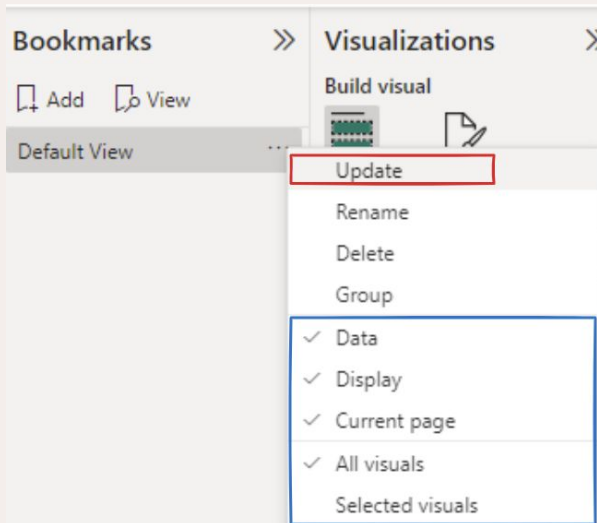 Bookmarks
Visualizations
Add View
Build visual
Default View
Update
Rename
Delete
Group
Data
Display
Current page
All visuals
Selected visuals